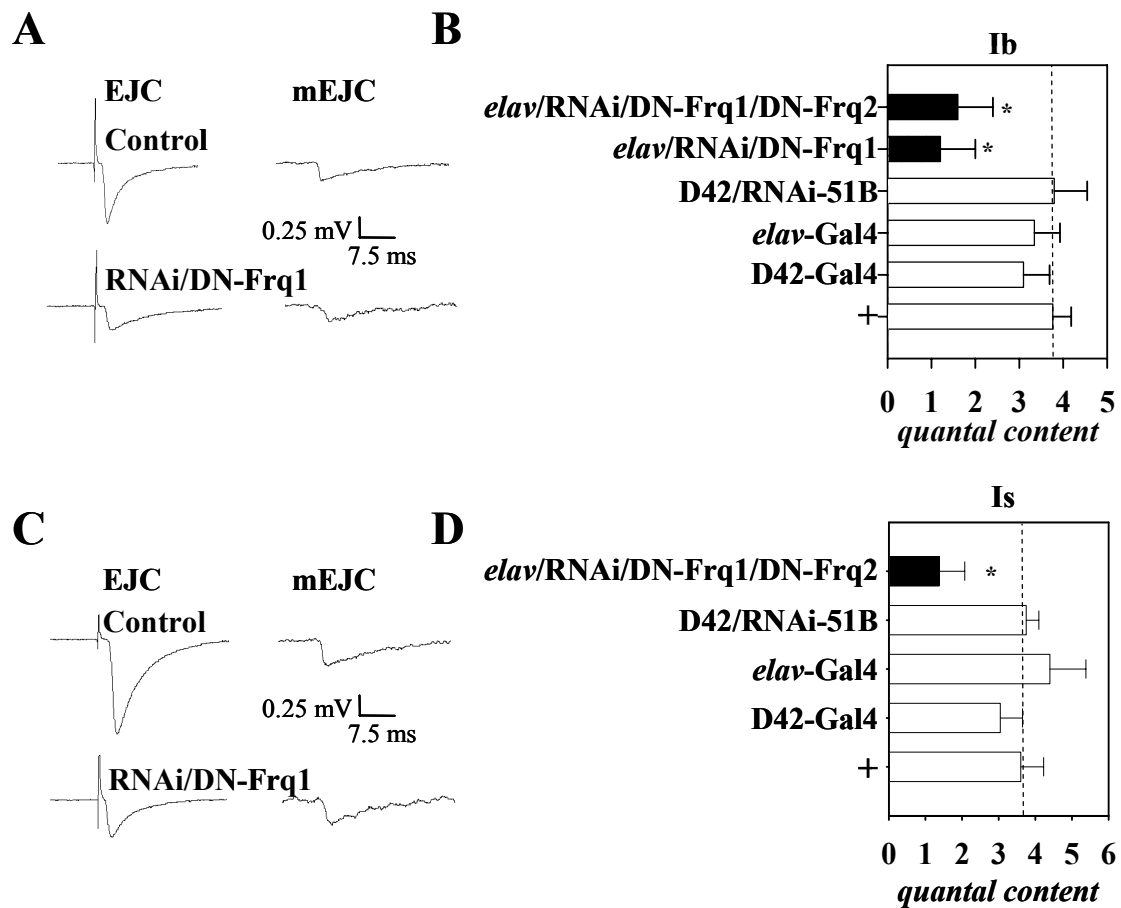 A
EJC
mEJC
Control
0.25 mV
7.5 ms
RNAi/DN-Frq1
B
Ib
elav/RNAi/DN-Frq1/DN-Frq2
*
elav/RNAi/DN-Frq1
*
D42/RNAi-51B
elav-Gal4
D42-Gal4
+
0 1 2 3 4 5
quantal content
C
EJC
mEJC
Control
0.25 mV
7.5 ms
RNAi/DN-Frq1
D
Is
elav/RNAi/DN-Frq1/DN-Frq2
*
D42/RNAi-51B
elav-Gal4
D42-Gal4
+
0 1 2 3 4 5 6
quantal content